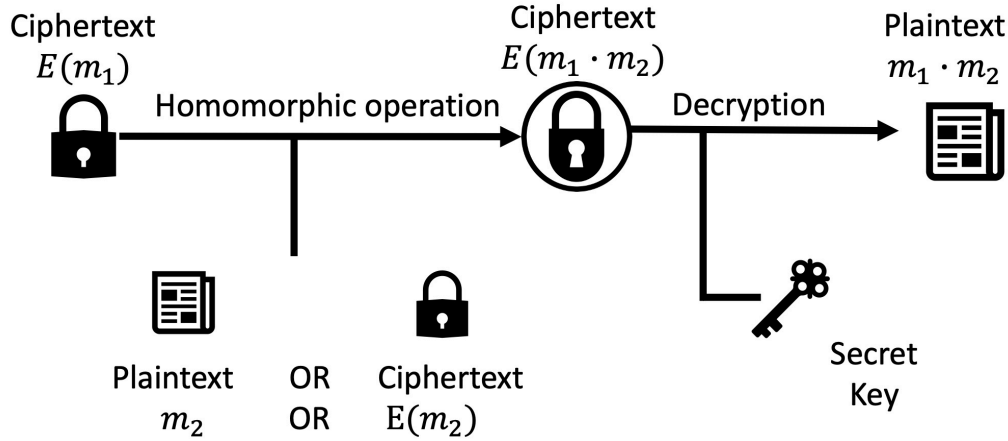 Ciphertext
E(m₁)
Homomorphic operation
Ciphertext
E(m₁ · m₂)
Decryption
Plaintext
m₁ · m₂
Plaintext OR Ciphertext
m₂ OR E(m₂)
Secret
Key